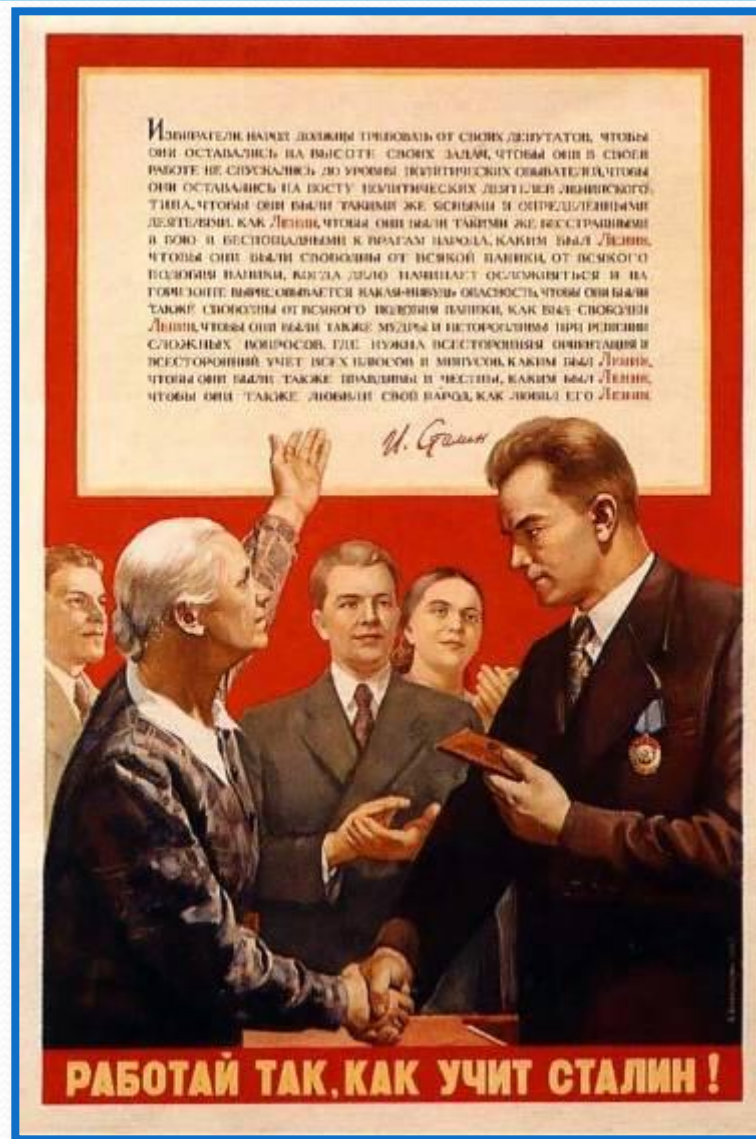 Избиратели, народ должны требовать от своих депутатов, чтобы
они оставались на высоте своих задач, чтобы они в своей
работе не спускались до уровня политических обывателей, чтобы
они оставались на посту политических деятелей ленинского
типа, чтобы они были такими же ясными и определёнными
деятелями, как Ленин, чтобы они были такими же бесстрашными
в бою и беспощадными к врагам народа, каким был Ленин,
чтобы они были свободны от всякой паники, от всякого
подобия паники, когда дело начинает осложняться и на
горизонте вырисовывается какая-нибудь опасность, чтобы они были
также свободны от всякого подобия паники, как был свободен
Ленин, чтобы они были также мудры и неторопливы при решении
сложных вопросов, где нужна всесторонняя ориентация и
всесторонний учет всех плюсов и минусов, каким был Ленин,
чтобы они были также правдивы и честны, каким был Ленин,
чтобы они также любили свой народ, как любил его Ленин.
И. Сталин
РАБОТАЙ ТАК, КАК УЧИТ СТАЛИН!